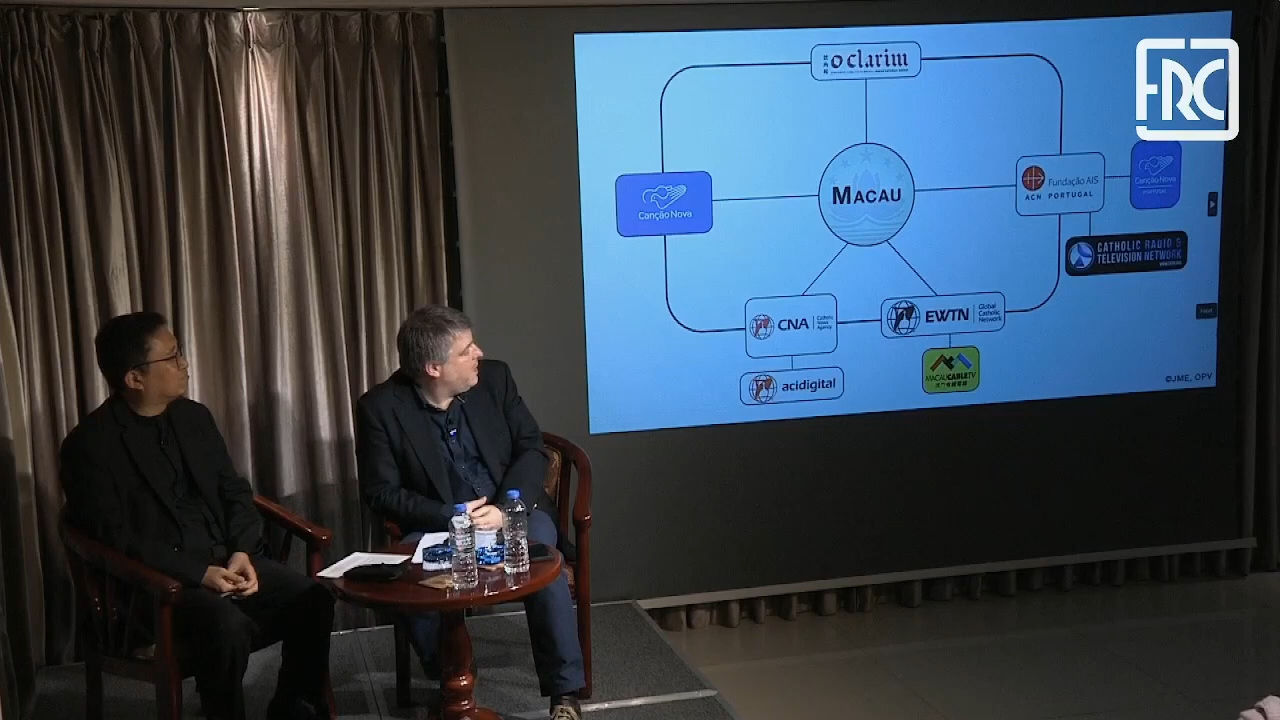 o clarim
FRC
Canção Nova
MACAU
Fundação AIS
ACN PORTUGAL
Canção Nova
CATHOLIC RADIO &
TELEVISION NETWORK
CNA
Catholic
News
Agency
EWTN
Global
Catholic
Network
acidigital
MACAU CABLE TV
©JME, OPV